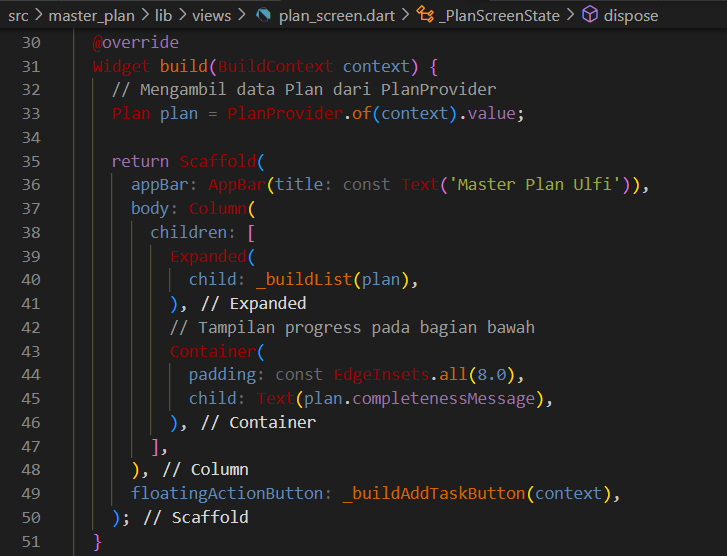 src > master_plan > lib > views > plan_screen.dart > _PlanScreenState > dispose
30 @override
31 Widget build(BuildContext context) {
32 // Mengambil data Plan dari PlanProvider
33 Plan plan = PlanProvider.of(context).value;
34
35 return Scaffold(
36 appBar: AppBar(title: const Text('Master Plan Ulfi')),
37 body: Column(
38 children: [
39 Expanded(
40 child: _buildList(plan),
41 ), // Expanded
42 // Tampilan progress pada bagian bawah
43 Container(
44 padding: const EdgeInsets.all(8.0),
45 child: Text(plan.completenessMessage),
46 ), // Container
47 ],
48 ), // Column
49 floatingActionButton: _buildAddTaskButton(context),
50 ); // Scaffold
51 }